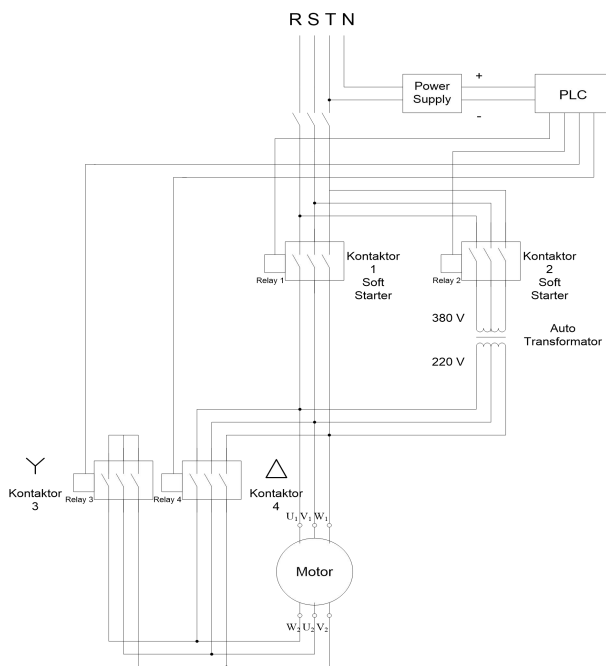 R S T N
+
Power
Supply
PLC
-
Kontaktor
1
Soft
Starter
Relay 1
Kontaktor
2
Soft
Starter
Relay 2
380 V
Auto
Transformator
220 V
Kontaktor
3
Relay 3
Relay 4
Kontaktor
4
U₁ V₁ W₁
Motor
W₂ U₂ V₂